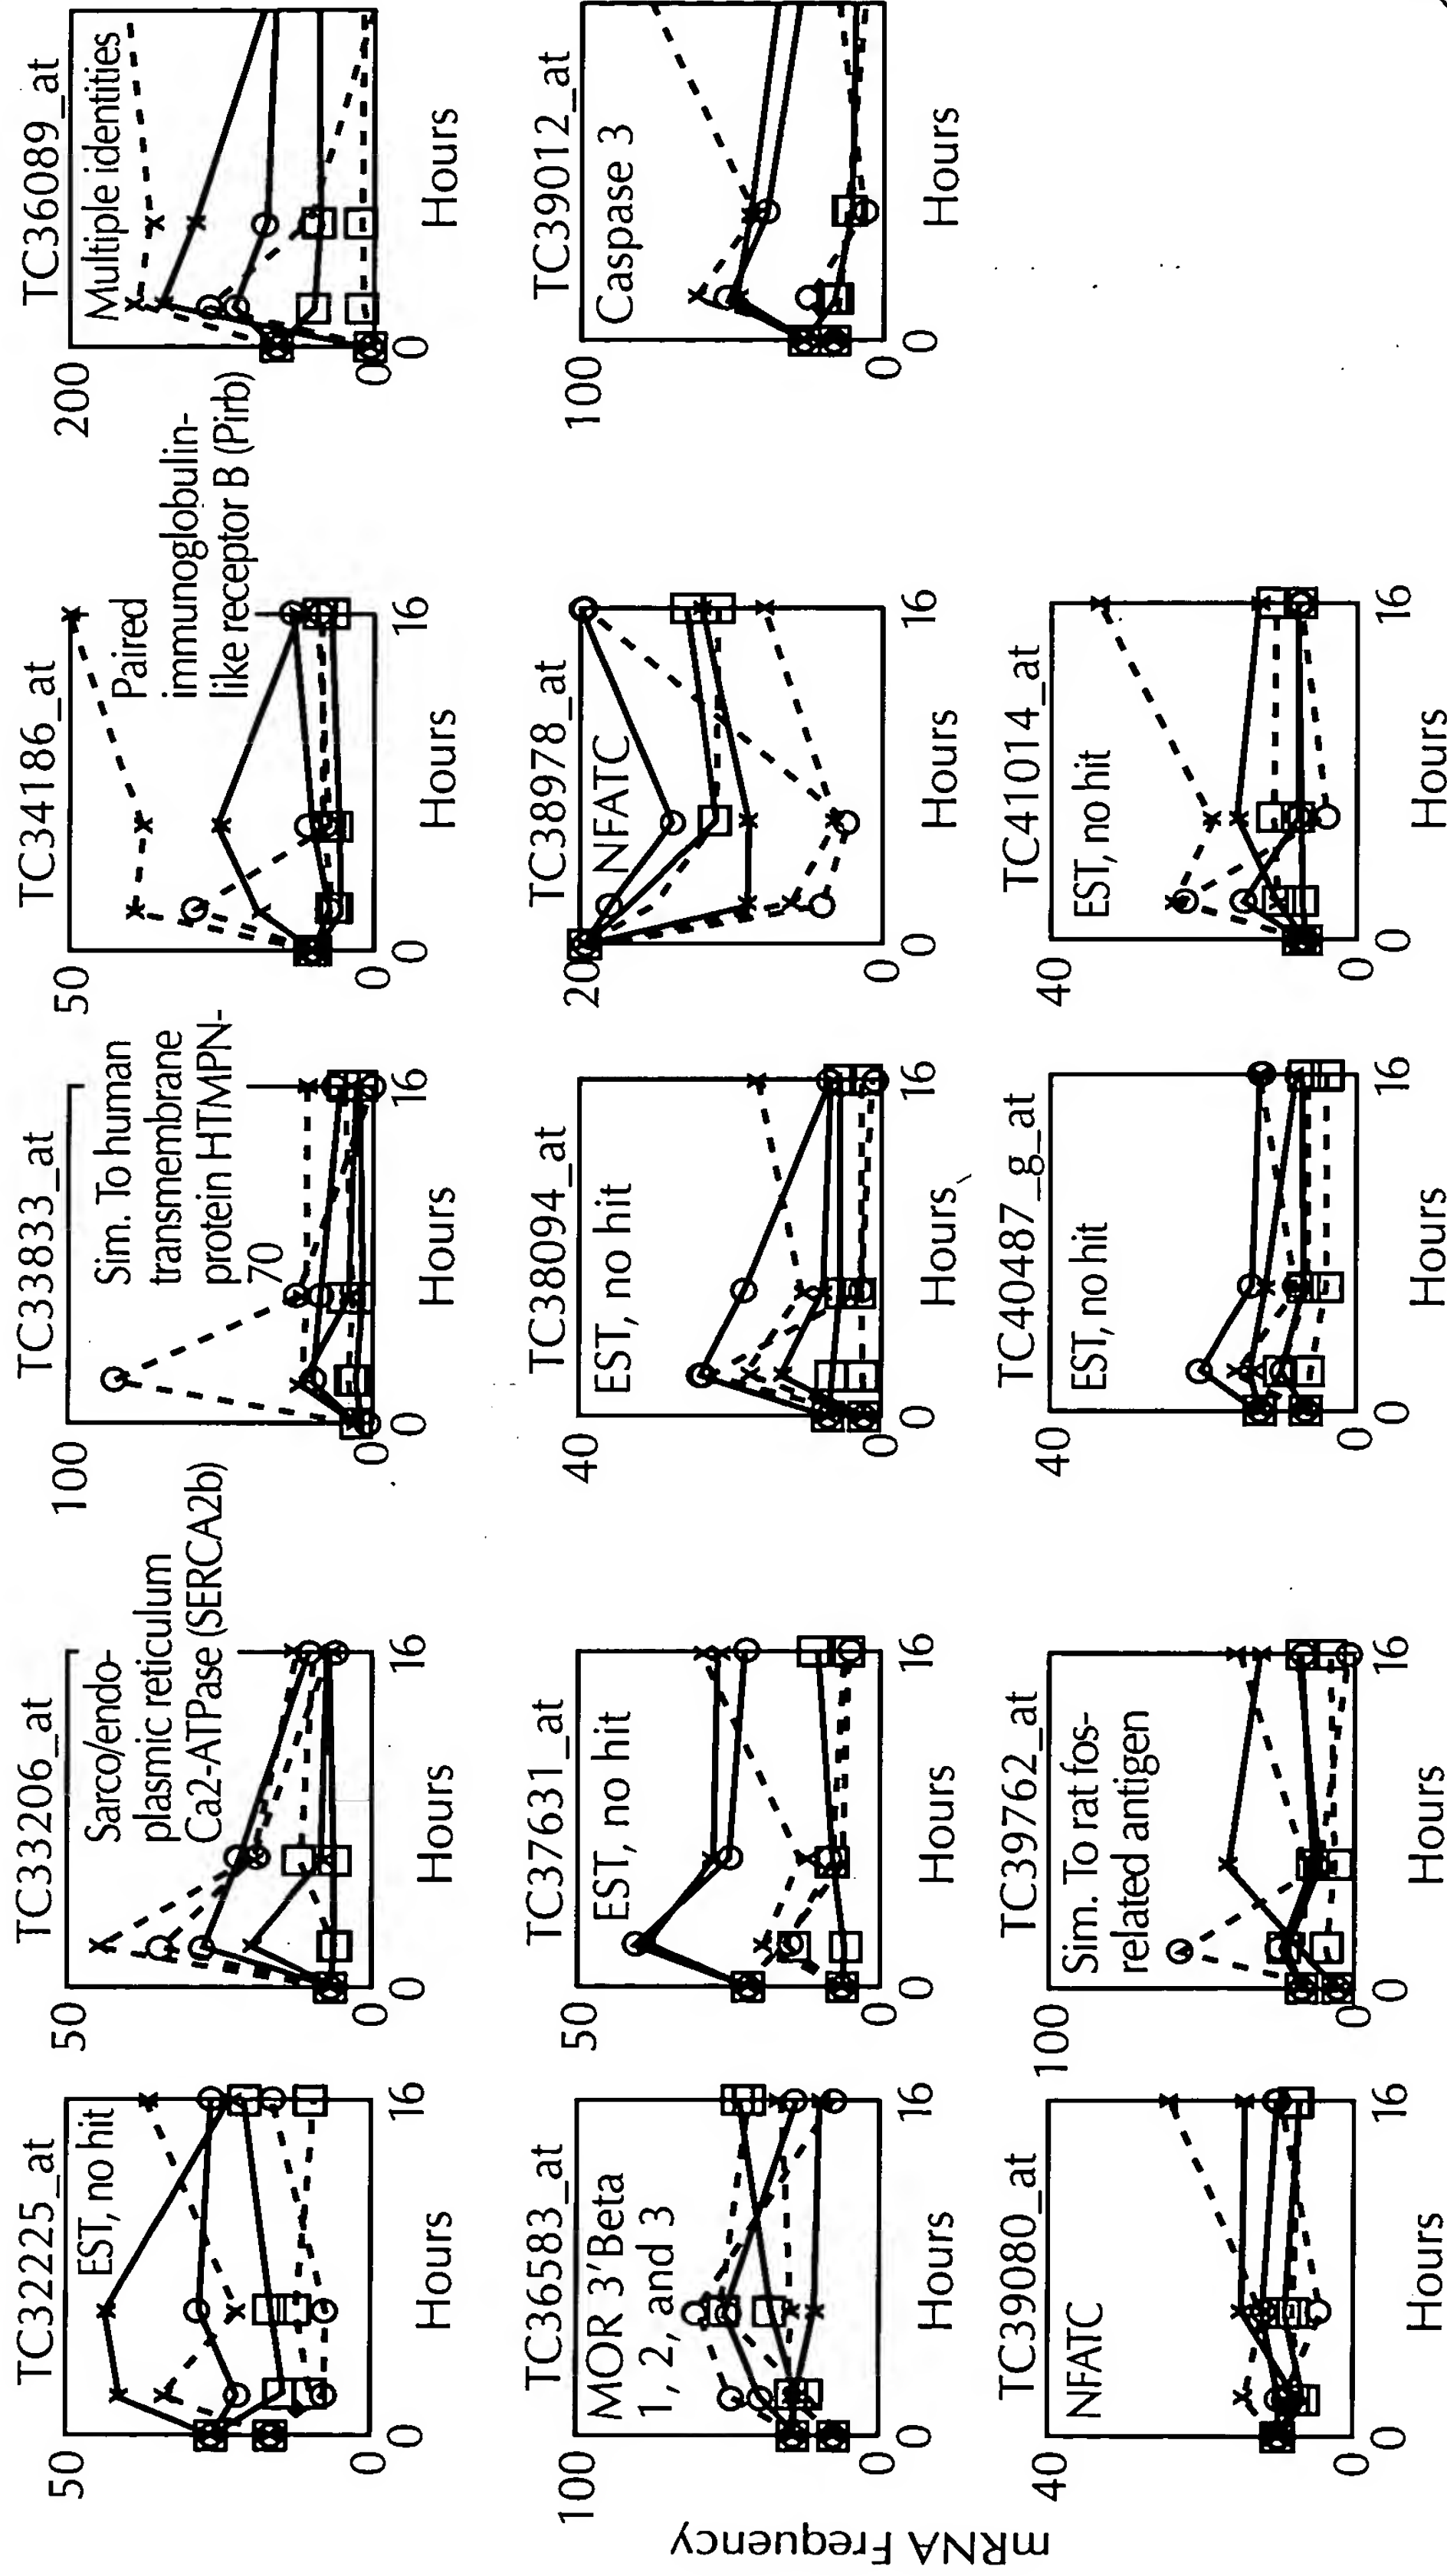 TC32225_at
50
EST, no hit
0
0
16
Hours
TC33206_at
50
Sarco/endo-
plasmic reticulum
Ca2-ATPase (SERCA2b)
0
0
16
Hours
TC33833_at
100
Sim. To human
transmembrane
protein HTMPN-
70
0
0
16
Hours
TC34186_at
50
Paired
immunoglobulin-
like receptor B (Pirb)
0
0
16
Hours
TC36089_at
200
Multiple identities
0
0
Hours
mRNA Frequency
TC36583_at
100
MOR 3' Beta
1, 2, and 3
0
0
16
Hours
TC37631_at
50
EST, no hit
0
0
16
Hours
TC38094_at
40
EST, no hit
0
0
16
Hours
TC38978_at
20
NFATC
0
0
16
Hours
TC39012_at
100
Caspase 3
0
0
Hours
TC39080_at
40
NFATC
0
0
16
Hours
TC39762_at
100
Sim. To rat fos-
related antigen
0
0
16
Hours
TC40487_g_at
40
EST, no hit
0
0
16
Hours
TC41014_at
40
EST, no hit
0
0
16
Hours